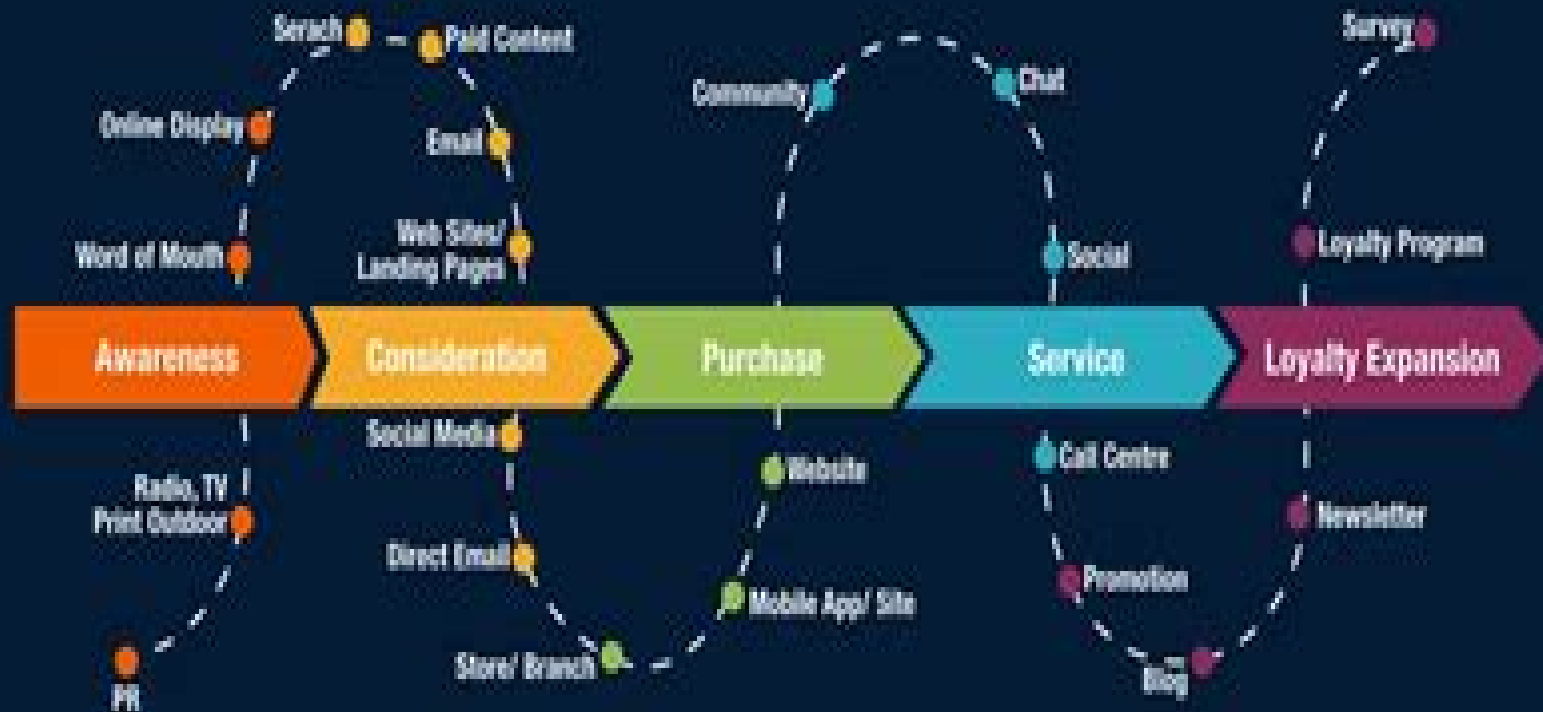 Serach
Paid Content
Survey
Online Display
Email
Community
Chat
Word of Mouth
Web Sites/
Landing Pages
Social
Loyalty Program
Awareness
Consideration
Purchase
Service
Loyalty Expansion
Social Media
Website
Call Centre
Radio, TV
Print Outdoor
Newsletter
Direct Email
Mobile App/ Site
Promotion
Store/ Branch
Blog
PR